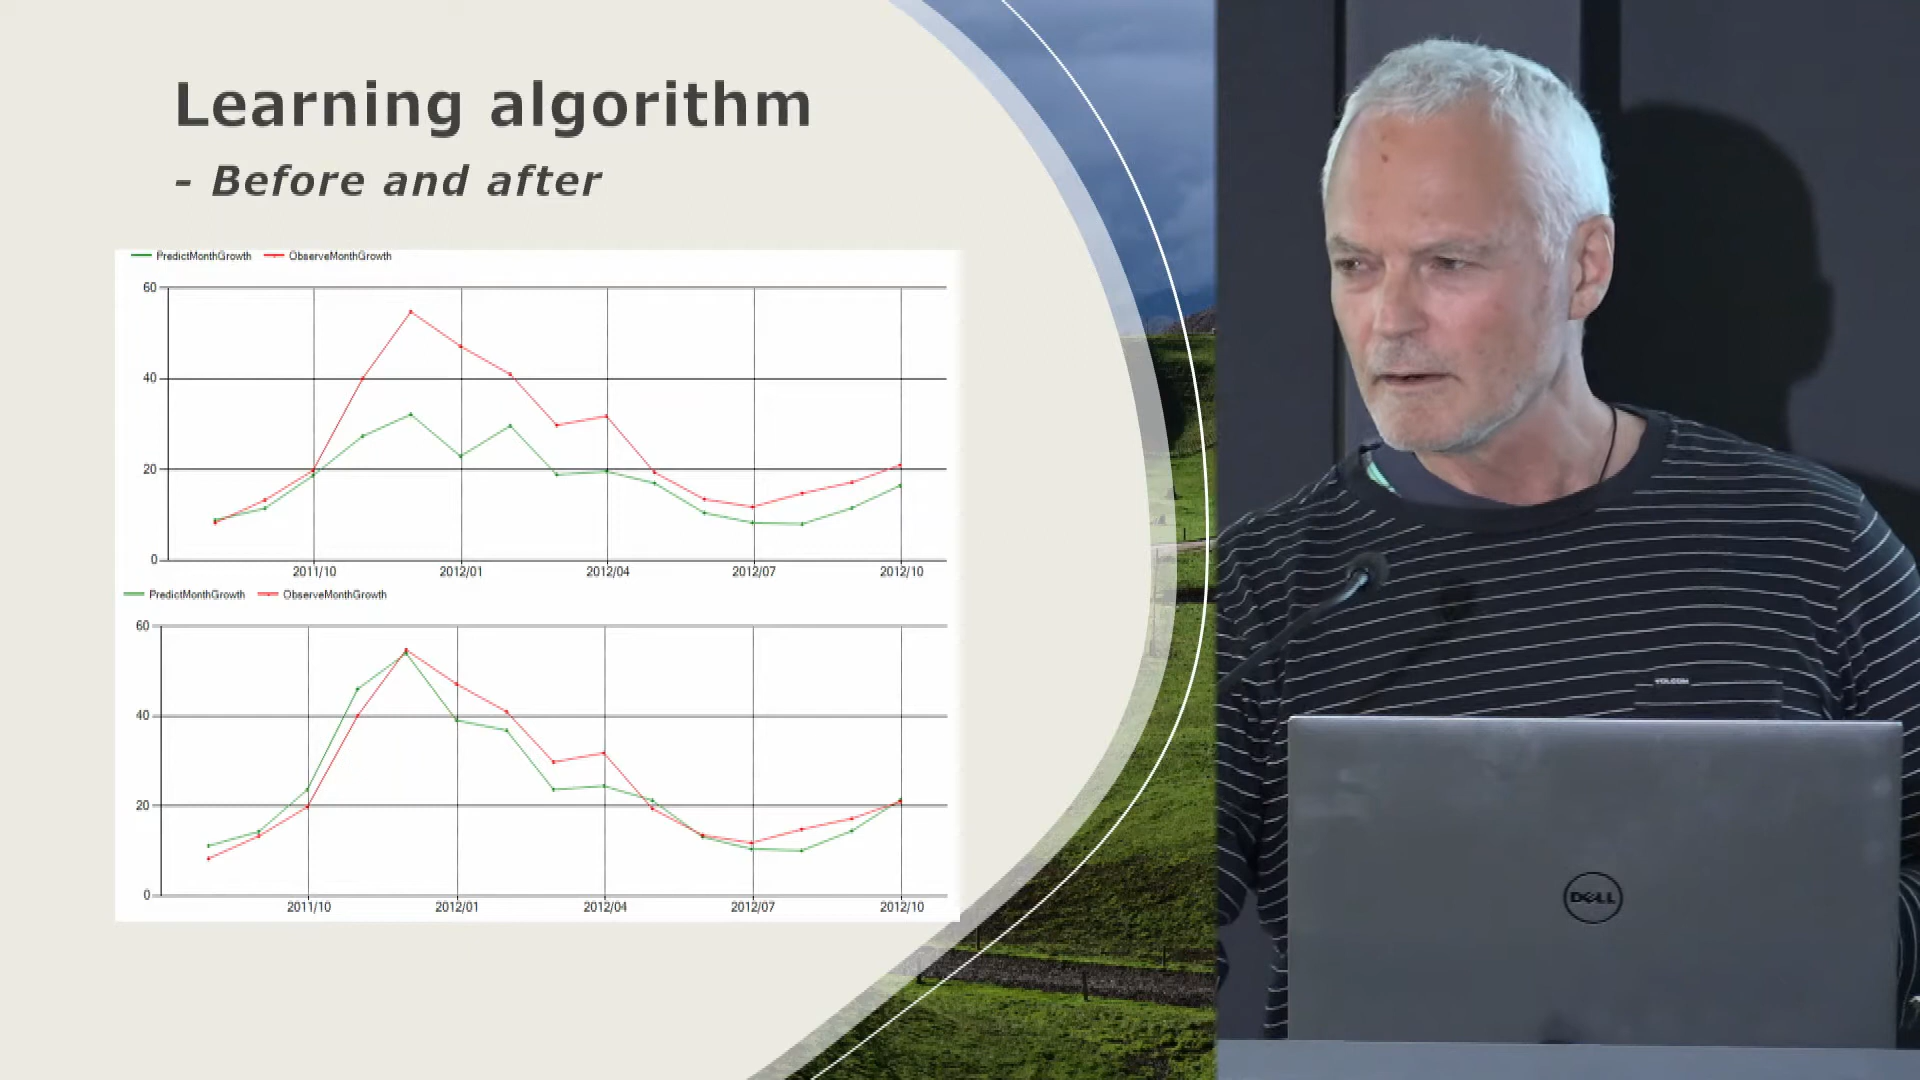 Learning algorithm
- Before and after
PredictMonthGrowth ObserveMonthGrowth
60
40
20
0
2011/10 2012/01 2012/04 2012/07 2012/10
PredictMonthGrowth ObserveMonthGrowth
60
40
20
0
2011/10 2012/01 2012/04 2012/07 2012/10
VOLCOM
DELL